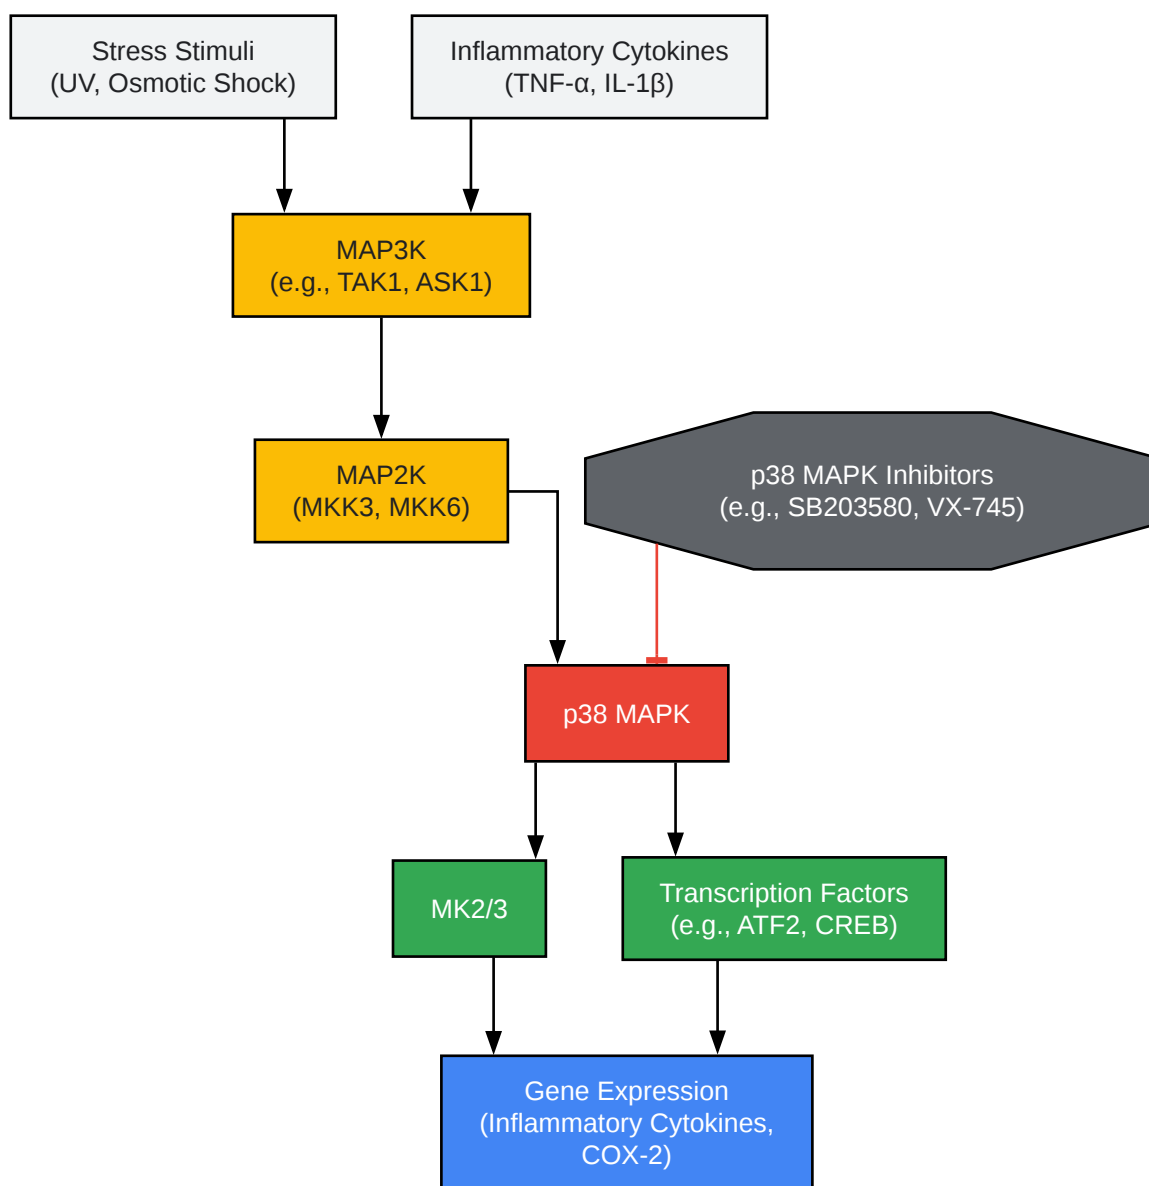 Stress Stimuli
(UV, Osmotic Shock)
Inflammatory Cytokines
(TNF-α, IL-1β)
MAP3K
(e.g., TAK1, ASK1)
MAP2K
(MKK3, MKK6)
p38 MAPK Inhibitors
(e.g., SB203580, VX-745)
p38 MAPK
MK2/3
Transcription Factors
(e.g., ATF2, CREB)
Gene Expression
(Inflammatory Cytokines,
COX-2)